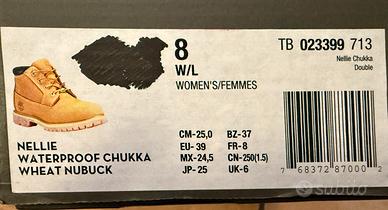 8
W/L
WOMEN'S/FEMMES
TB 023399 713
Nellie Chukka
Double
NELLIE
WATERPROOF CHUKKA
WHEAT NUBUCK
CM-25,0 BZ-37
EU-39 FR-8
MX-24,5 CN-250(1.5)
JP-25 UK-6
7 68372 87000 2
subito